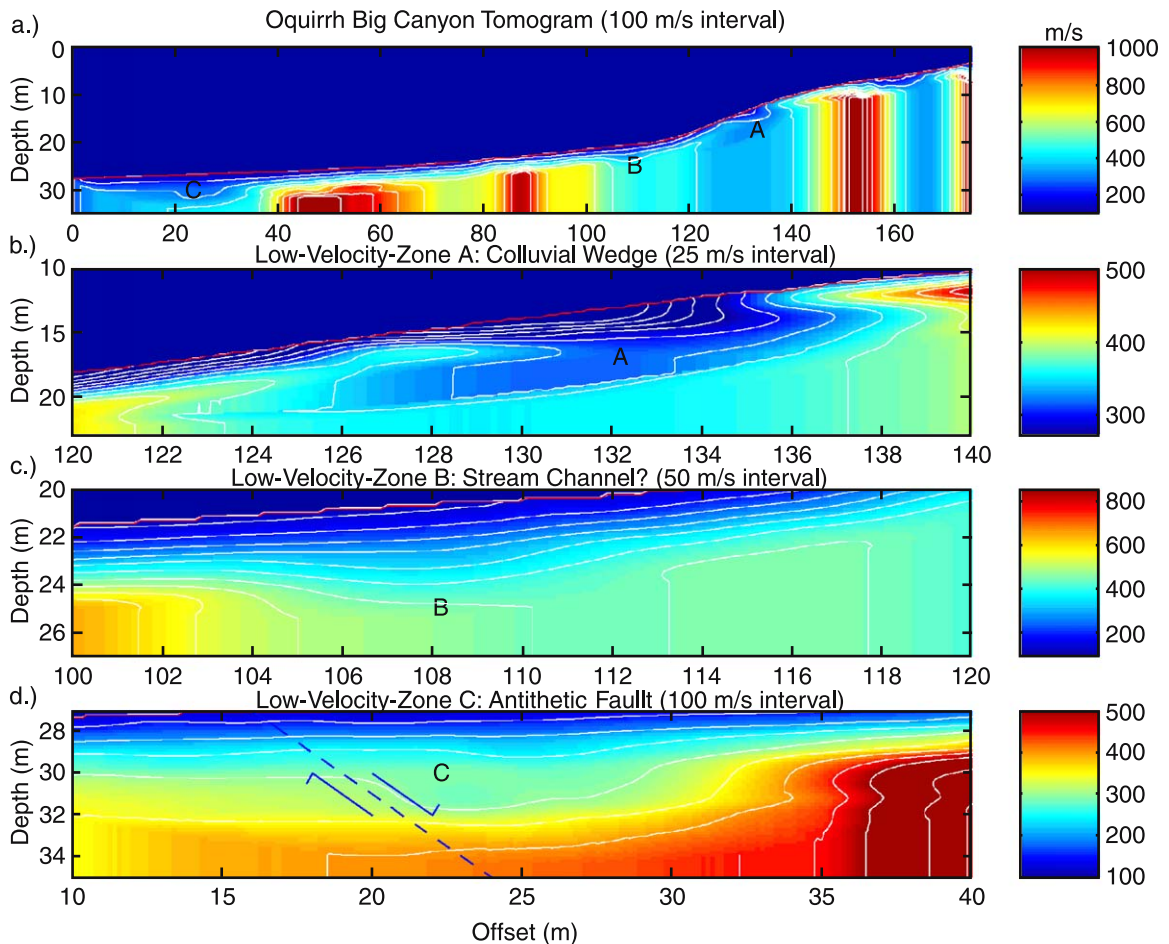 a.)
Oquirrh Big Canyon Tomogram (100 m/s interval)
m/s
Depth (m)
0
10
20
30
A
B
C
0 20 40 60 80 100 120 140 160
1000
800
600
400
200
b.)
Low-Velocity-Zone A: Colluvial Wedge (25 m/s interval)
Depth (m)
10
15
20
A
120 122 124 126 128 130 132 134 136 138 140
500
400
300
c.)
Low-Velocity-Zone B: Stream Channel? (50 m/s interval)
Depth (m)
20
22
24
26
B
100 102 104 106 108 110 112 114 116 118 120
800
600
400
200
d.)
Low-Velocity-Zone C: Antithetic Faullt (100 m/s interval)
Depth (m)
28
30
32
34
C
10 15 20 25 30 35 40
500
400
300
200
100
Offset (m)